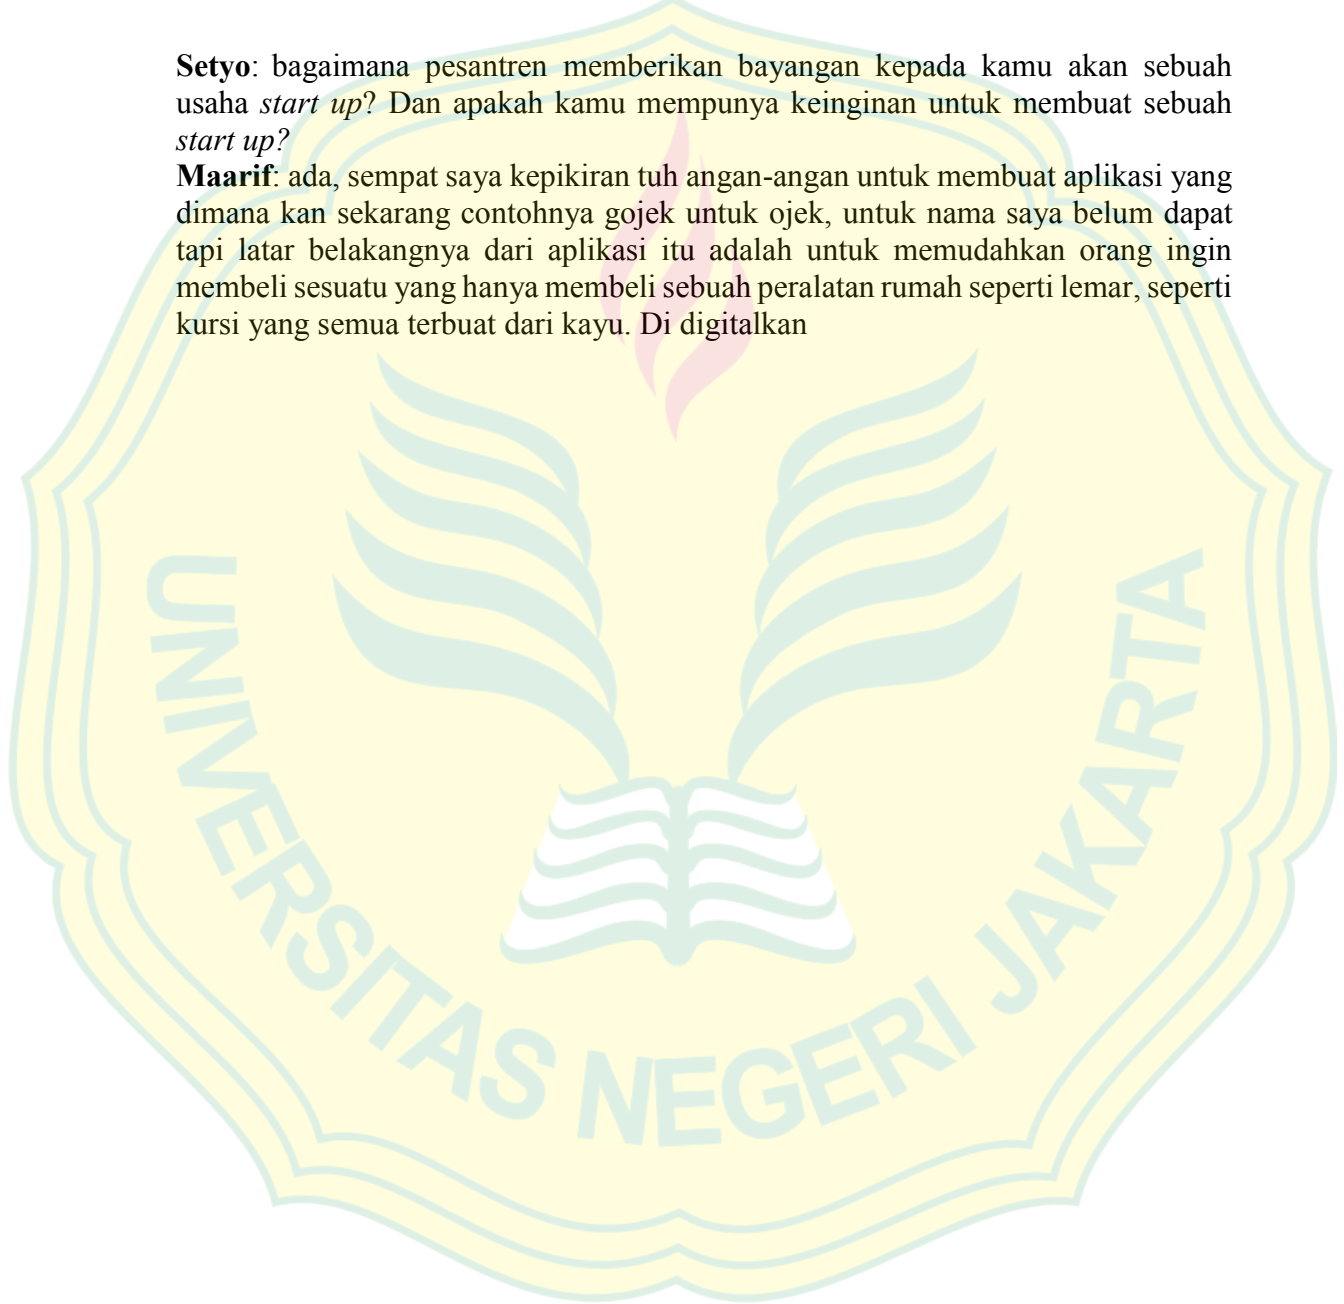 Setyo: bagaimana pesantren memberikan bayangan kepada kamu akan sebuah
usaha start up? Dan apakah kamu mempunya keinginan untuk membuat sebuah
start up?
Maarif: ada, sempat saya kepikiran tuh angan-angan untuk membuat aplikasi yang
dimana kan sekarang contohnya gojek untuk ojek, untuk nama saya belum dapat
tapi latar belakangnya dari aplikasi itu adalah untuk memudahkan orang ingin
membeli sesuatu yang hanya membeli sebuah peralatan rumah seperti lemar, seperti
kursi yang semua terbuat dari kayu. Di digitalkan
UNIVERSITAS NEGERI JAKARTA